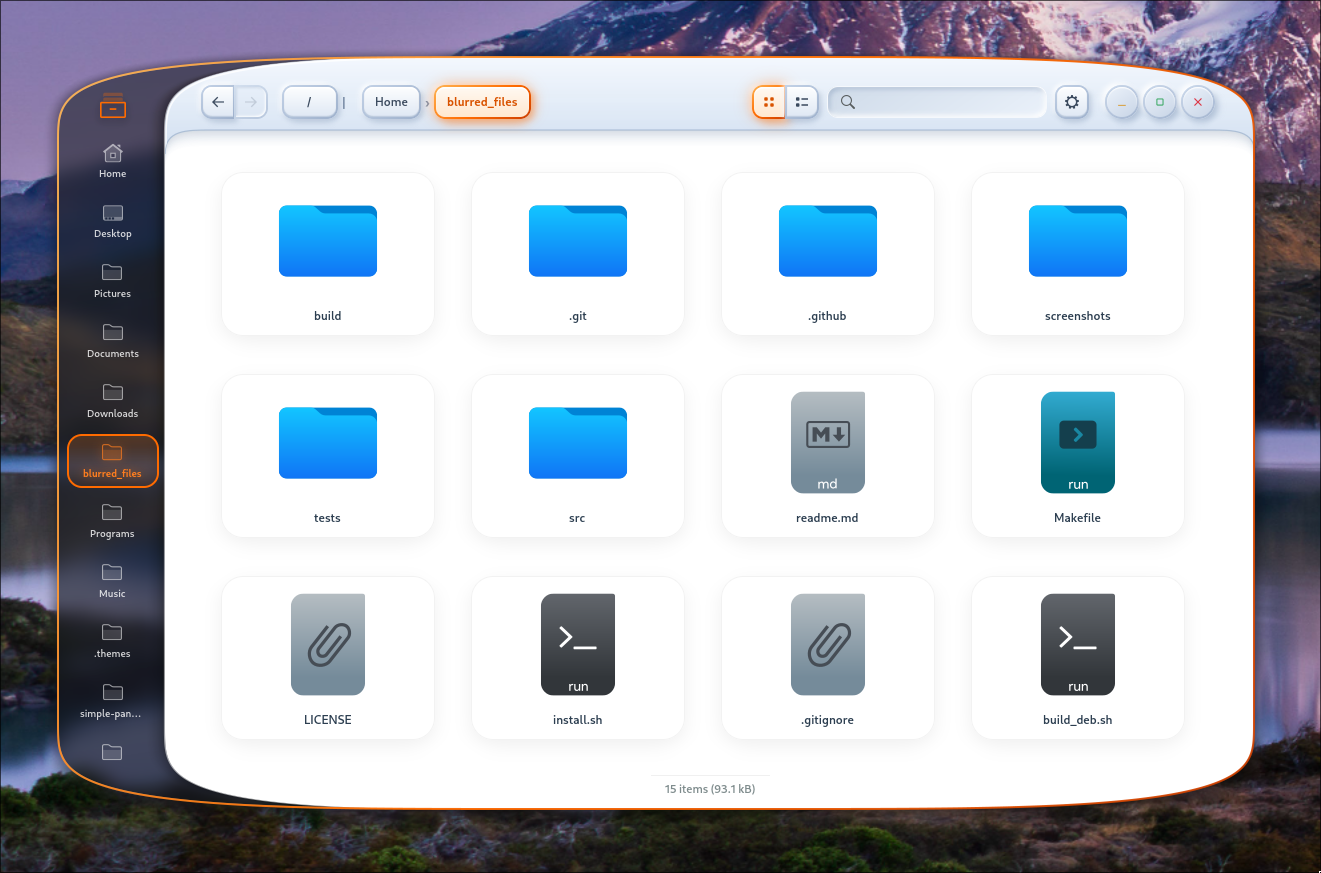 / | Home › blurred_files
Home
Desktop
Pictures
Documents
Downloads
blurred_files
Programs
Music
.themes
simple-pan...
build
.git
.github
screenshots
tests
src
md
readme.md
run
Makefile
LICENSE
run
install.sh
.gitignore
run
build_deb.sh
15 items (93.1 kB)